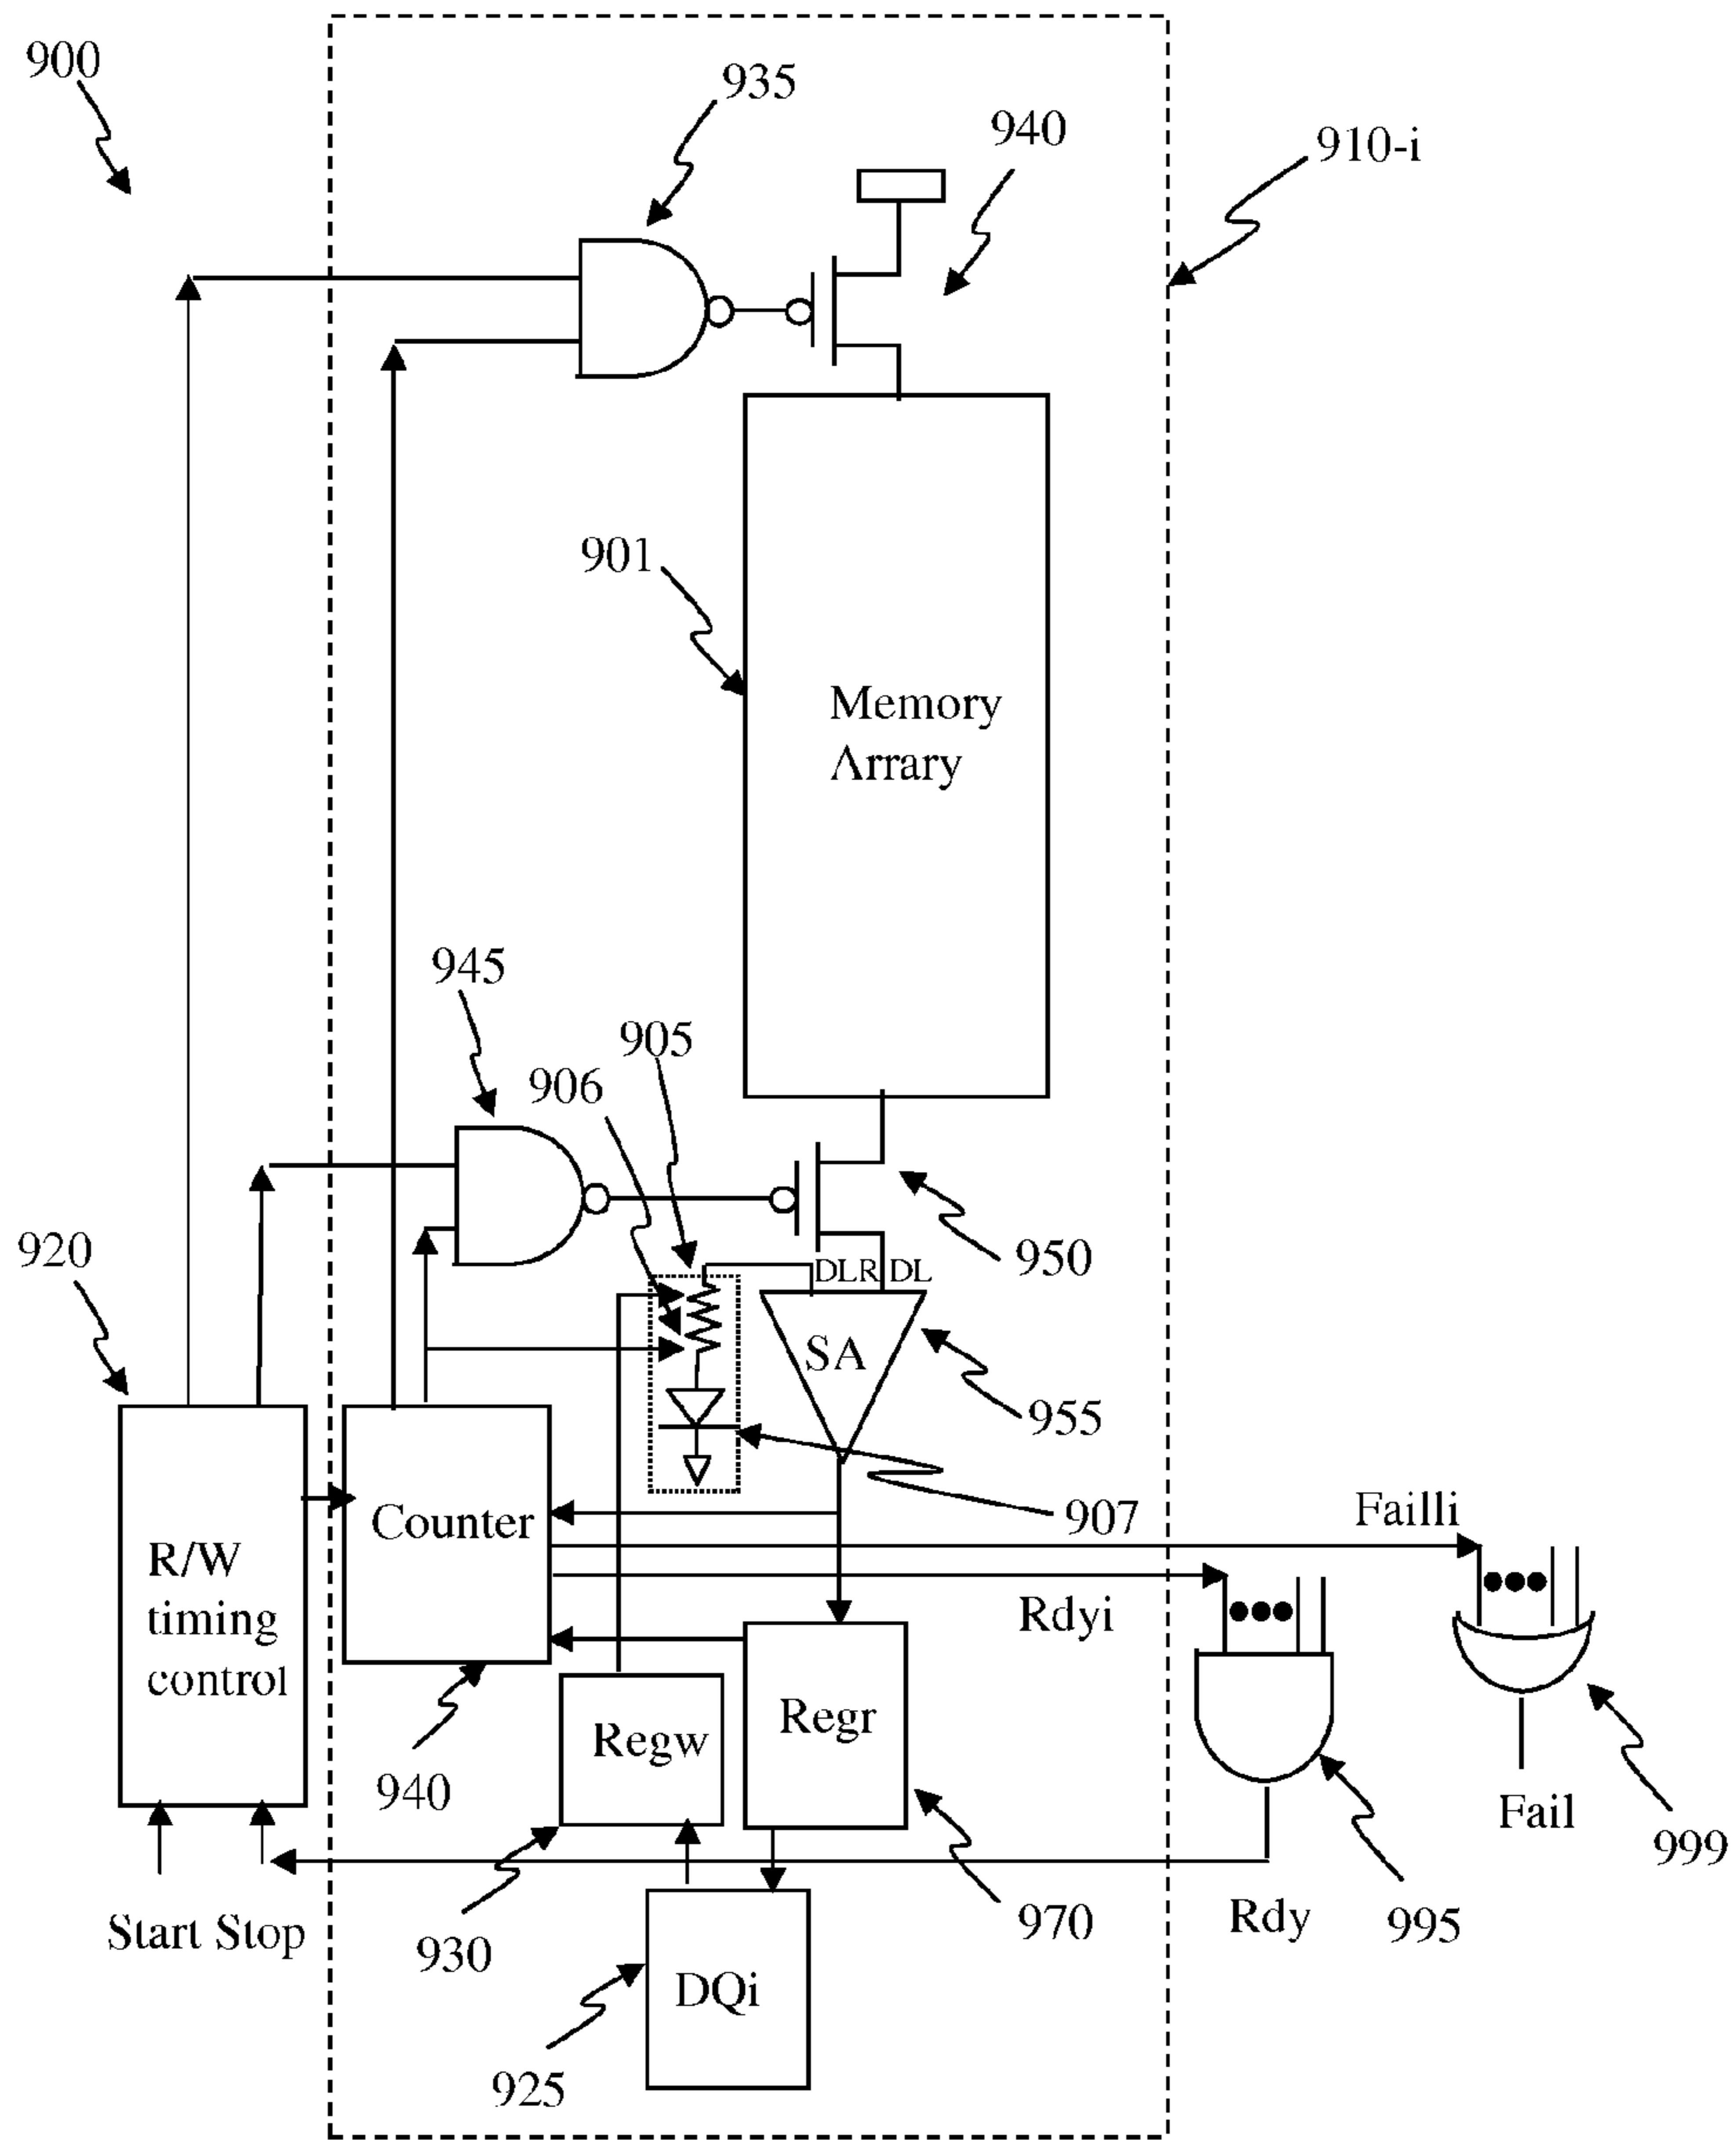 900
935
940
910-i
901
Memory
Arrary
945
905
906
920
950
DLR DL
SA
955
907
Counter
R/W
timing
control
Failli
Rdyi
Regw
Regr
940
Fail
999
Start Stop
930
970
Rdy
995
DQi
925